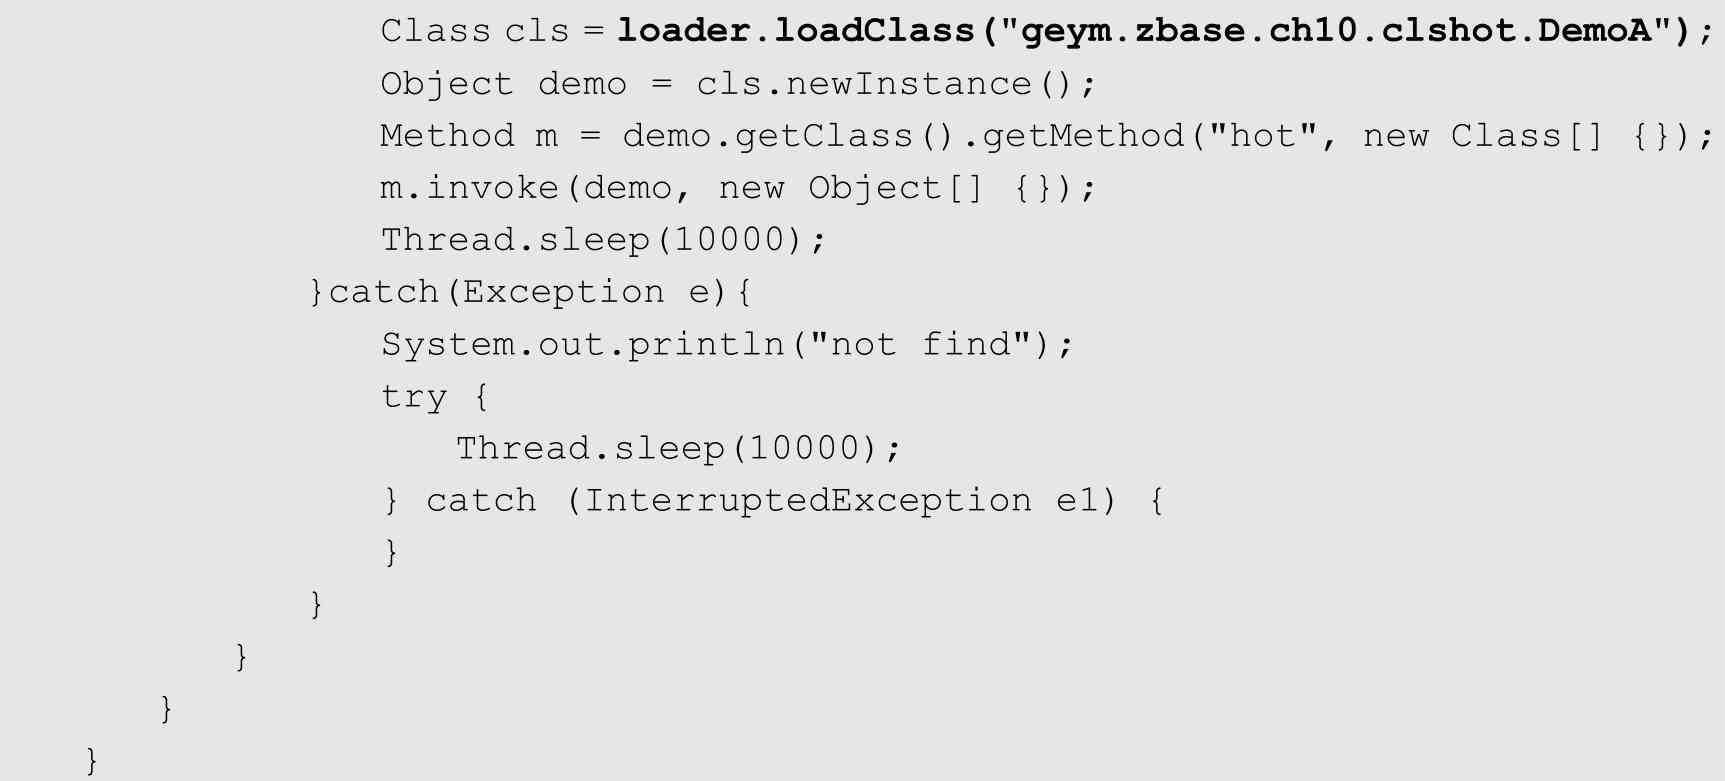 Class cls = loader.loadClass("geym.zbase.ch10.clshot.DemoA");
Object demo = cls.newInstance();
Method m = demo.getClass().getMethod("hot", new Class[] {});
m.invoke(demo, new Object[] {});
Thread.sleep(10000);
}catch(Exception e){
System.out.println("not find");
try {
Thread.sleep(10000);
} catch (InterruptedException e1) {
}
}
}
}
}